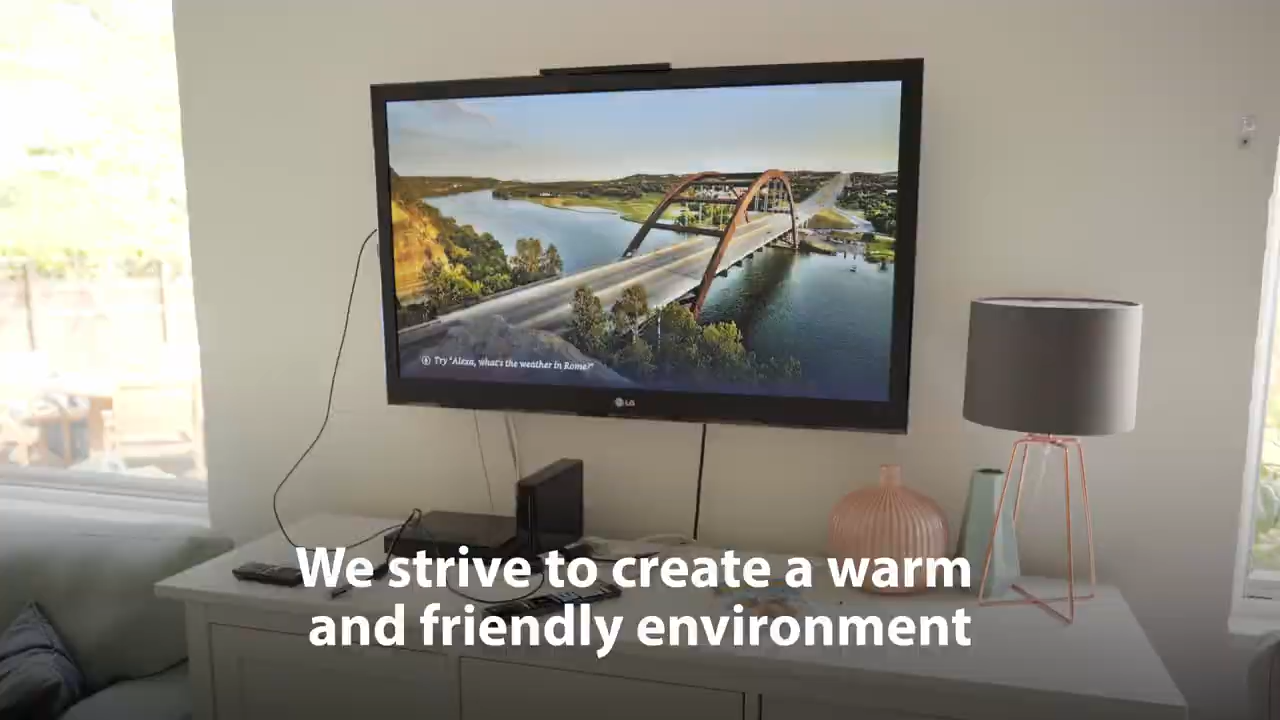 Try "Alexa, what's the weather in Rome?"
LG
We strive to create a warm
and friendly environment